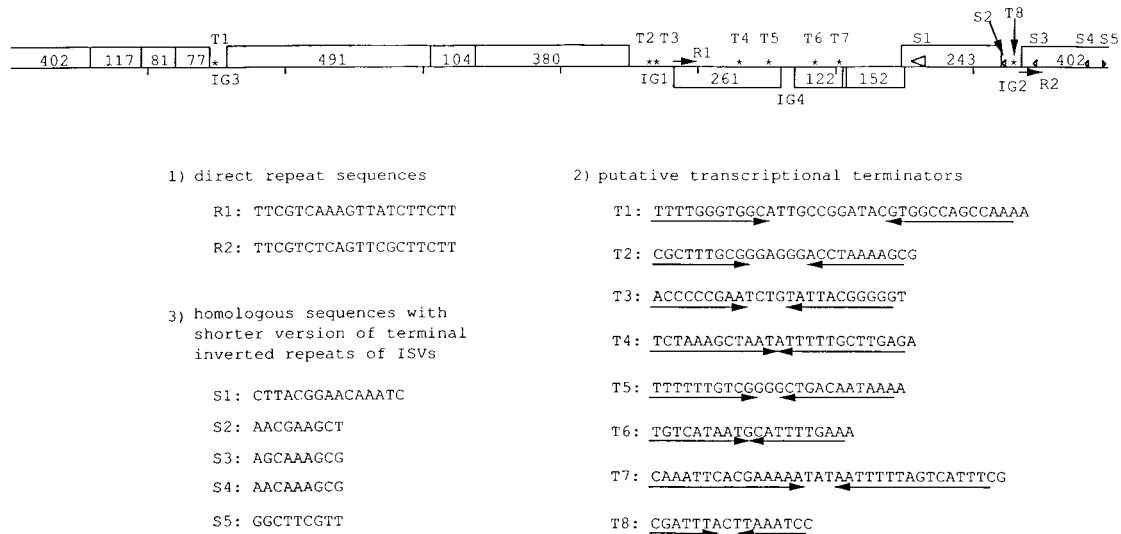 S2 T8
T1 T2 T3 R1 T4 T5 T6 T7 S1 S3 S4 S5
402 117 81 77 * 491 104 380 ** * * * * 243 * 402
IG3 IG1 261 IG4 122 152 IG2 R2
1) direct repeat sequences
R1: TTCGTCAAAGTTATCTTCTT
R2: TTCGTCTCAGTTCGCTTCTT
3) homologous sequences with
shorter version of terminal
inverted repeats of ISVs
S1: CTTACGGAACAAATC
S2: AACGAAGCT
S3: AGCAAAGCG
S4: AACAAAGCG
S5: GGCTTCGTT
2) putative transcriptional terminators
T1: TTTTGGGTGGCATTGCCGGATACGTGGCCAGCCAAAA
T2: CGCTTTGCGGGAGGGACCTAAAAGCG
T3: ACCCCCGAATCTGTATTACGGGGGT
T4: TCTAAAGCTAATATTTTTGCTTGAGA
T5: TTTTTTGTCGGGGCTGACAATAAAA
T6: TGTCATAATGCATTTTGAAA
T7: CAAATTCACGAAAAATATAATTTTTAGTCATTTCG
T8: CGATTTACTTAAATCC